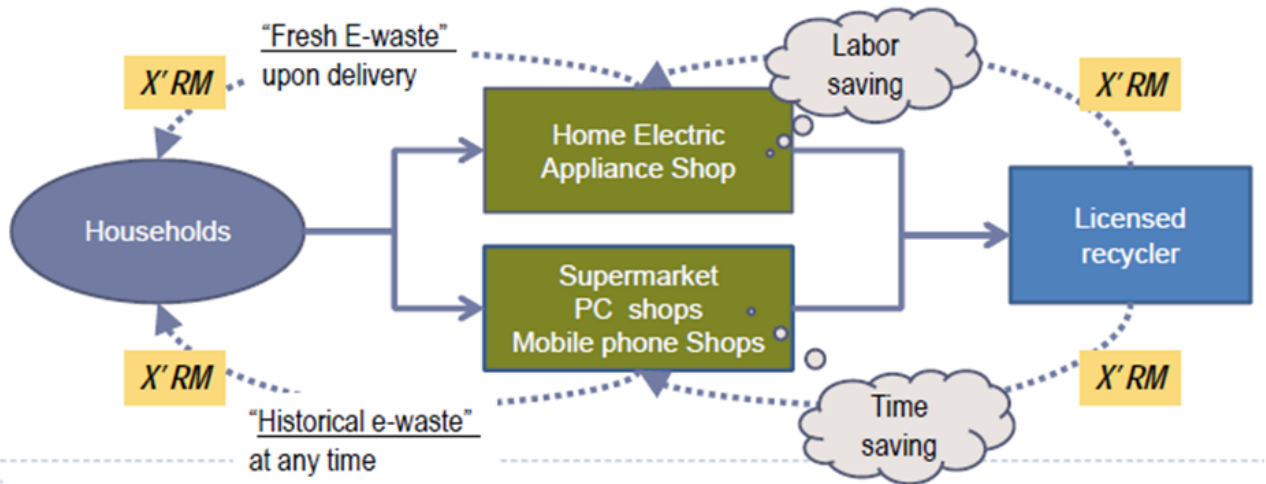 “Fresh E-waste”
upon delivery
X’ RM
Labor
saving
X’ RM
Home Electric
Appliance Shop
Households
Licensed
recycler
Supermarket
PC shops
Mobile phone Shops
X’ RM
“Historical e-waste”
at any time
Time
saving
X’ RM